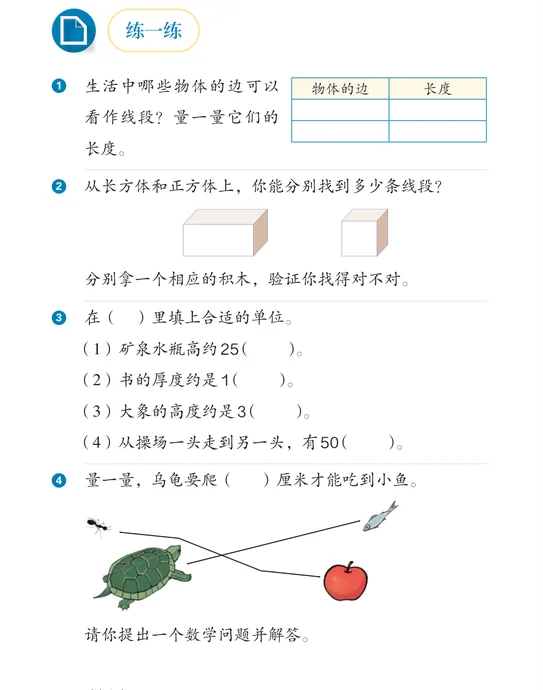 练一练
1 生活中哪些物体的边可以
看作线段？量一量它们的
长度。
物体的边 长度
2 从长方体和正方体上，你能分别找到多少条线段？
分别拿一个相应的积木，验证你找得对不对。
3 在（ ）里填上合适的单位。
（1）矿泉水瓶高约25( )。
（2）书的厚度约是1( )。
（3）大象的高度约是3( )。
（4）从操场一头走到另一头，有50( )。
4 量一量，乌龟要爬（ ）厘米才能吃到小鱼。
请你提出一个数学问题并解答。